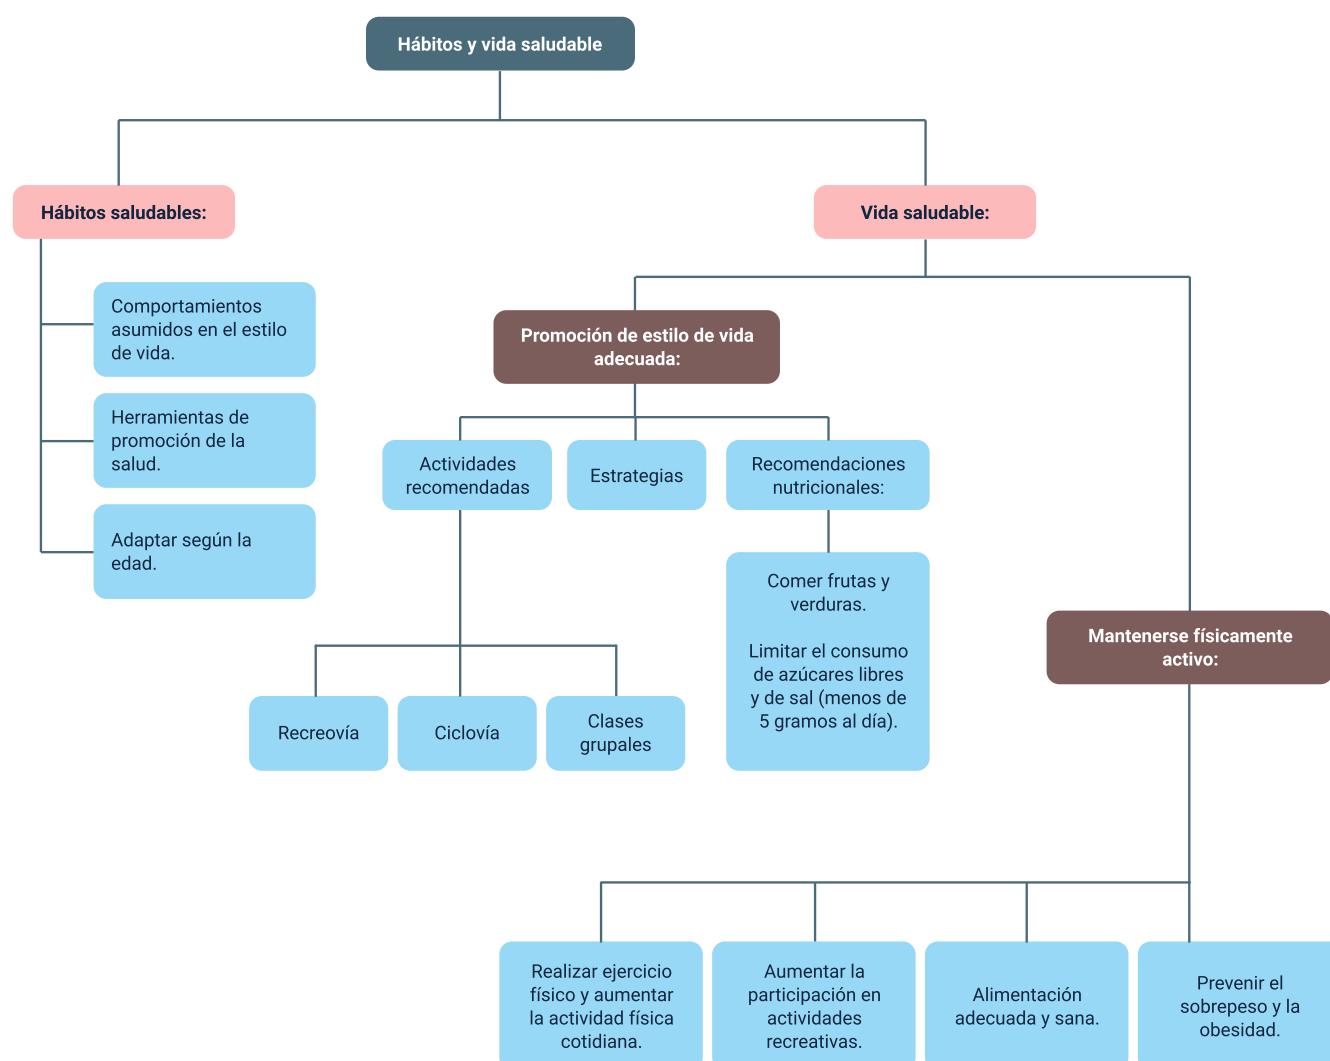 Hábitos y vida saludable
Hábitos saludables:
Vida saludable:
Comportamientos
asumidos en el estilo
de vida.
Herramientas de
promoción de la
salud.
Adaptar según la
edad.
Promoción de estilo de vida
adecuada:
Actividades
recomendadas
Estrategias
Recomendaciones
nutricionales:
Comer frutas y
verduras.
Limitar el consumo
de azúcares libres
y de sal (menos de
5 gramos al día).
Recreovía
Ciclovía
Clases
grupales
Mantenerse físicamente
activo:
Realizar ejercicio
físico y aumentar
la actividad física
cotidiana.
Aumentar la
participación en
actividades
recreativas.
Alimentación
adecuada y sana.
Prevenir el
sobrepeso y la
obesidad.